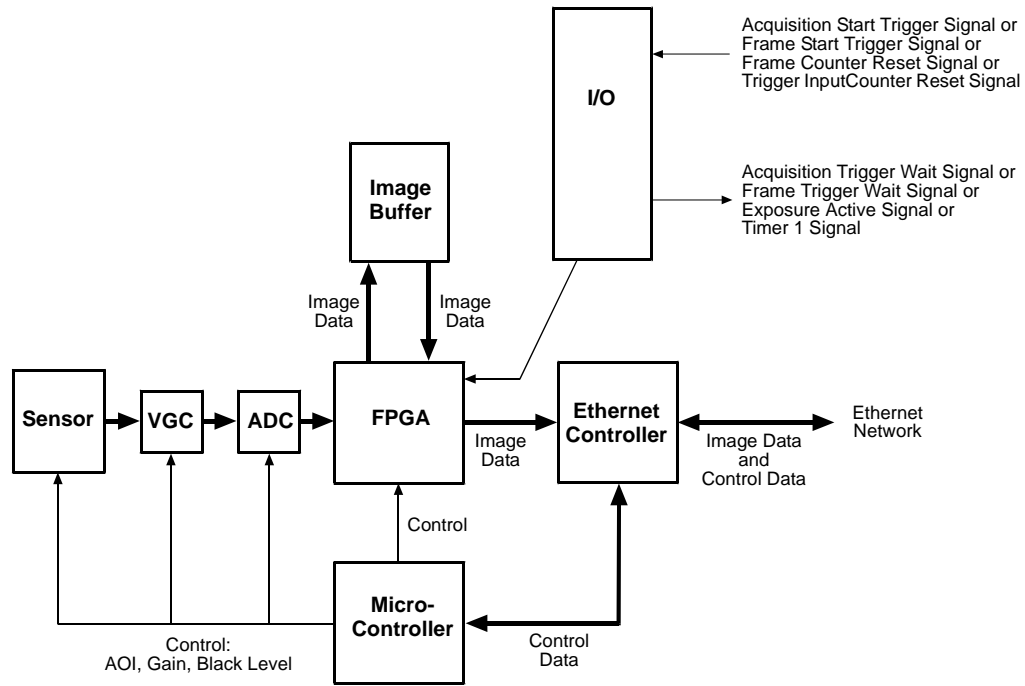 Acquisition Start Trigger Signal or
Frame Start Trigger Signal or
Frame Counter Reset Signal or
Trigger InputCounter Reset Signal
I/O
Acquisition Trigger Wait Signal or
Frame Trigger Wait Signal or
Exposure Active Signal or
Timer 1 Signal
Image
Buffer
Image
Data
Image
Data
Sensor
VGC
ADC
FPGA
Image
Data
Ethernet
Controller
Image Data
and
Control Data
Ethernet
Network
Control
Micro-
Controller
Control
Data
Control:
AOI, Gain, Black Level